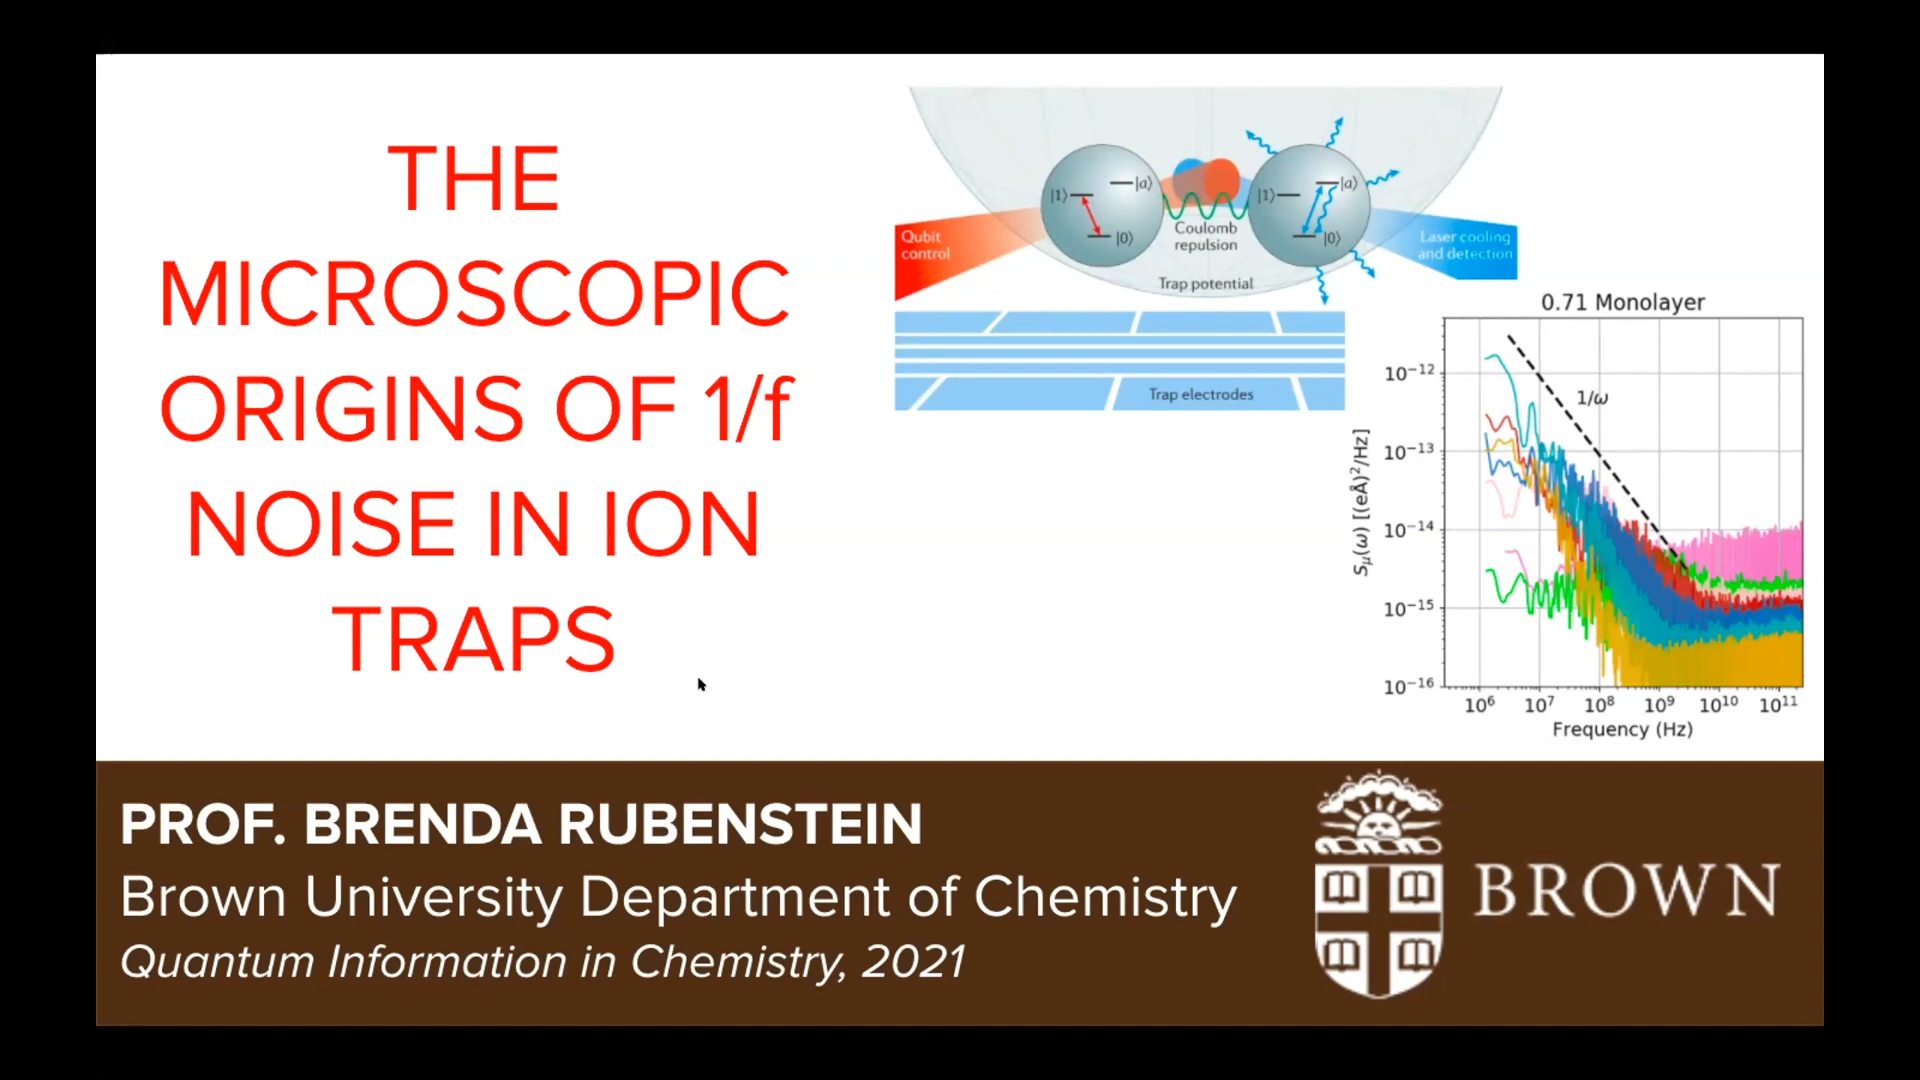 THE
MICROSCOPIC
ORIGINS OF 1/f
NOISE IN ION
TRAPS
|1⟩
|a⟩
|0⟩
|1⟩
|a⟩
|0⟩
Qubit
control
Coulomb
repulsion
Laser cooling
and detection
Trap potential
Trap electrodes
0.71 Monolayer
1/ω
Sμ(ω) [(eÅ)²/Hz]
10⁻¹²
10⁻¹³
10⁻¹⁴
10⁻¹⁵
10⁻¹⁶
10⁶ 10⁷ 10⁸ 10⁹ 10¹⁰ 10¹¹
Frequency (Hz)
PROF. BRENDA RUBENSTEIN
Brown University Department of Chemistry
Quantum Information in Chemistry, 2021
BROWN